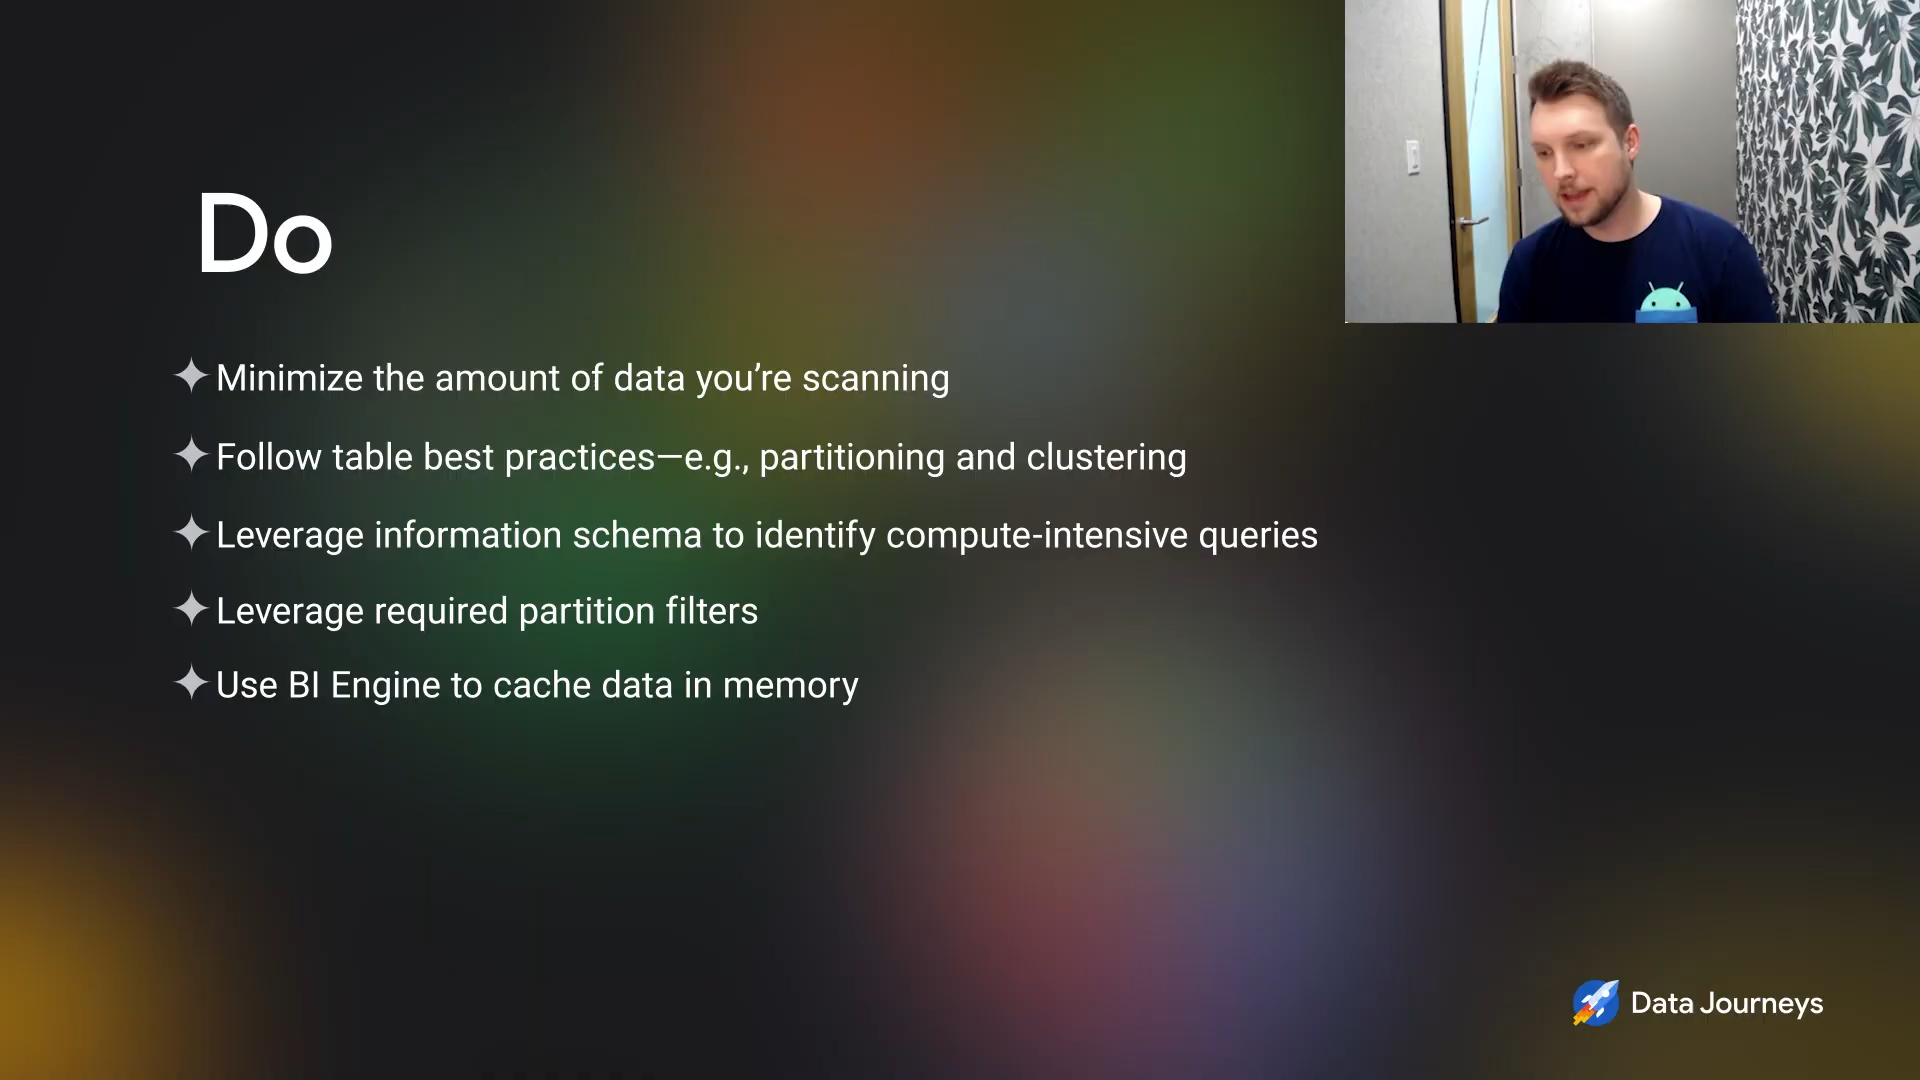 Do
Minimize the amount of data you’re scanning
Follow table best practices—e.g., partitioning and clustering
Leverage information schema to identify compute-intensive queries
Leverage required partition filters
Use BI Engine to cache data in memory
Data Journeys